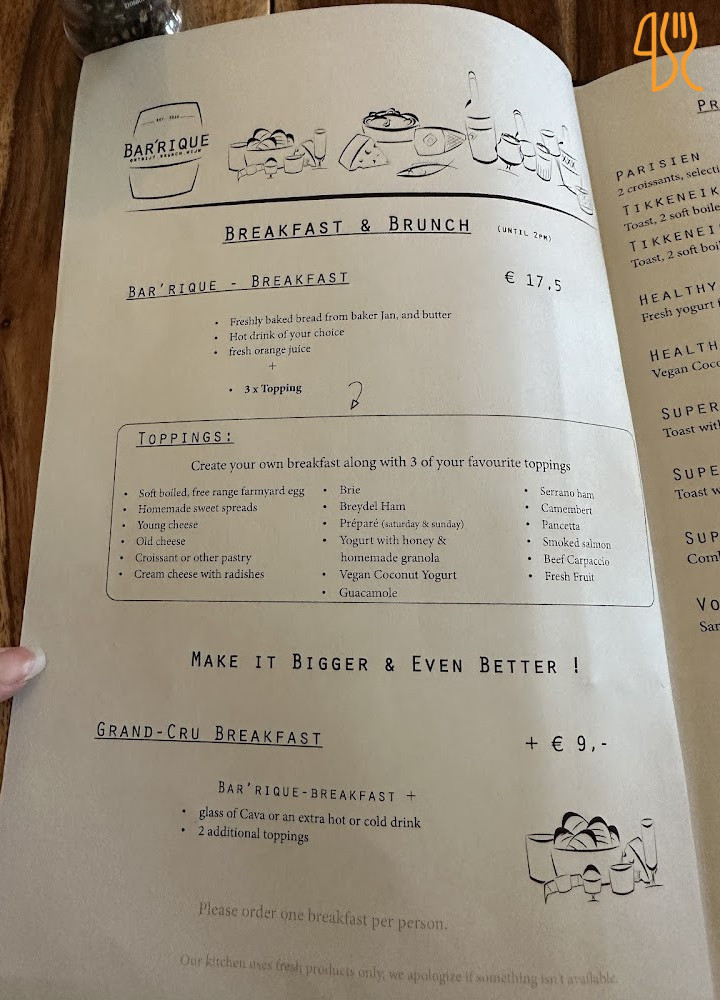 BAR'RIQUE
ONTBIJT BRUNCH WIJN
BREAKFAST & BRUNCH (UNTIL 2PM)
BAR'RIQUE - BREAKFAST € 17,5
• Freshly baked bread from baker Jan, and butter
• Hot drink of your choice
• fresh orange juice
+
• 3 x Topping
TOPPINGS:
Create your own breakfast along with 3 of your favourite toppings
• Soft boiled, free range farmyard egg
• Homemade sweet spreads
• Young cheese
• Old cheese
• Croissant or other pastry
• Cream cheese with radishes
• Brie
• Breydel Ham
• Préparé (saturday & sunday)
• Yogurt with honey &
homemade granola
• Vegan Coconut Yogurt
• Guacamole
• Serrano ham
• Camembert
• Pancetta
• Smoked salmon
• Beef Carpaccio
• Fresh Fruit
MAKE IT BIGGER & EVEN BETTER !
GRAND-CRU BREAKFAST + € 9,-
BAR'RIQUE-BREAKFAST +
• glass of Cava or an extra hot or cold drink
• 2 additional toppings
Please order one breakfast per person.
Our kitchen uses fresh products only, we apologize if something isn't available.
PR
PARISIEN
2 croissants, selecti
TIKKENEIK
Toast, 2 soft boile
TIKKENEI
Toast, 2 soft boi
HEALTHY
Fresh yogurt
HEALTH
Vegan Coco
SUPER
Toast wit
SUPE
Toast w
SUP
Com
VO
Sar